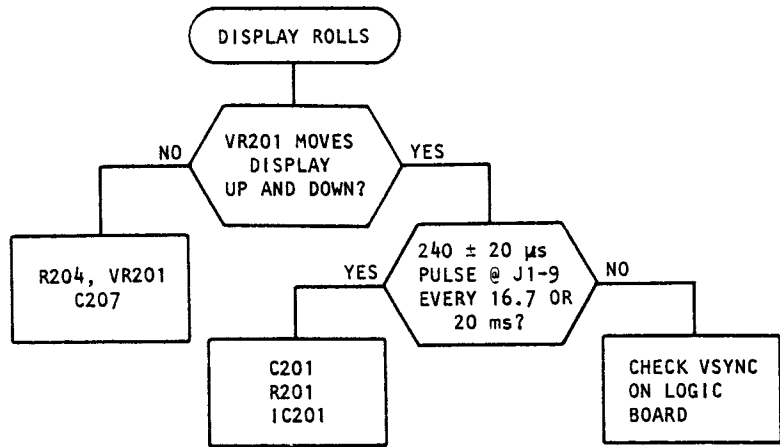 DISPLAY ROLLS
VR201 MOVES
DISPLAY
UP AND DOWN?
NO
YES
R204, VR201
C207
240 ± 20 µs
PULSE @ J1-9
EVERY 16.7 OR
20 ms?
YES
NO
C201
R201
IC201
CHECK VSYNC
ON LOGIC
BOARD